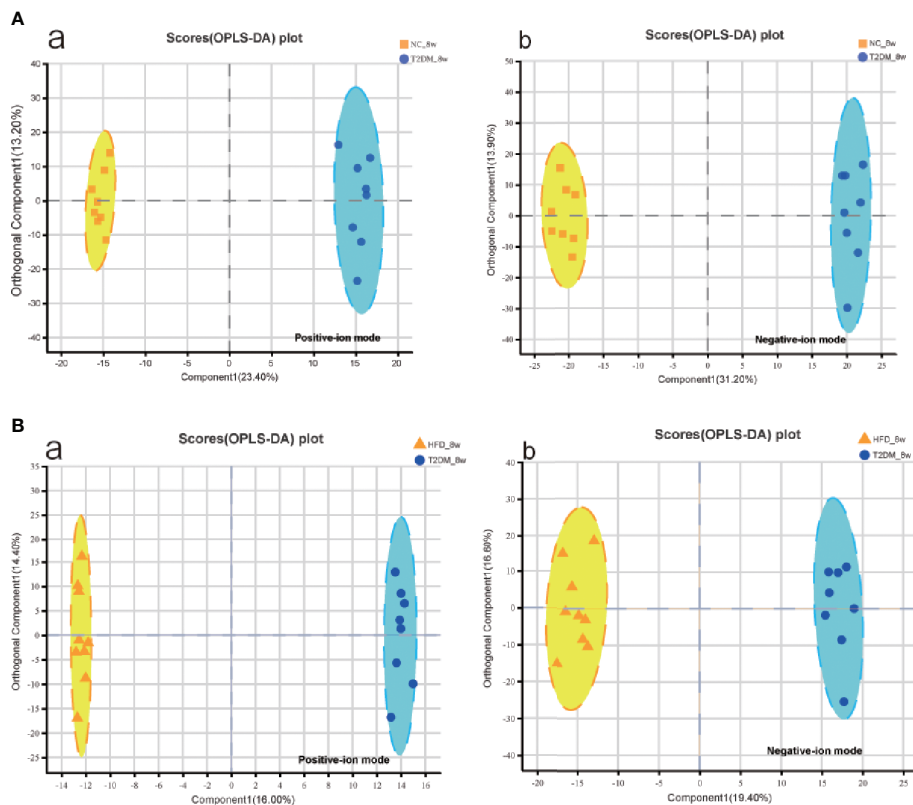 A
a
Scores(OPLS-DA) plot
NC_8w
T2DM_8w
Orthogonal Component1(13.20%)
40
30
20
10
0
-10
-20
-30
-40
Positive-ion mode
-20
-15
-10
-5
0
5
10
15
20
Component1(23.40%)
b
Scores(OPLS-DA) plot
NC_8w
T2DM_8w
Orthogonal Component1(13.90%)
50
40
30
20
10
0
-10
-20
-30
-40
Negative-ion mode
-25
-20
-15
-10
-5
0
5
10
15
20
25
Component1(31.20%)
B
a
Scores(OPLS-DA) plot
HFD_8w
T2DM_8w
Orthogonal Component1(14.40%)
35
30
25
20
15
10
5
0
-5
-10
-15
-20
-25
Positive-ion mode
-14
-12
-10
-8
-6
-4
-2
0
2
4
6
8
10
12
14
16
Component1(16.00%)
b
Scores(OPLS-DA) plot
HFD_8w
T2DM_8w
Orthogonal Component1(16.60%)
40
30
20
10
0
-10
-20
-30
-40
Negative-ion mode
-20
-15
-10
-5
0
5
10
15
20
Component1(19.40%)